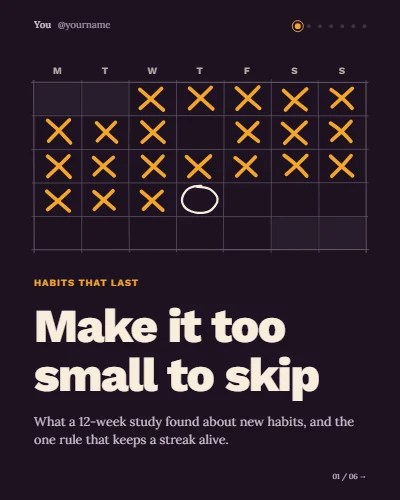 You @yourname
M T W T F S S
HABITS THAT LAST
Make it too
small to skip
What a 12-week study found about new habits, and the
one rule that keeps a streak alive.
01 / 06 →